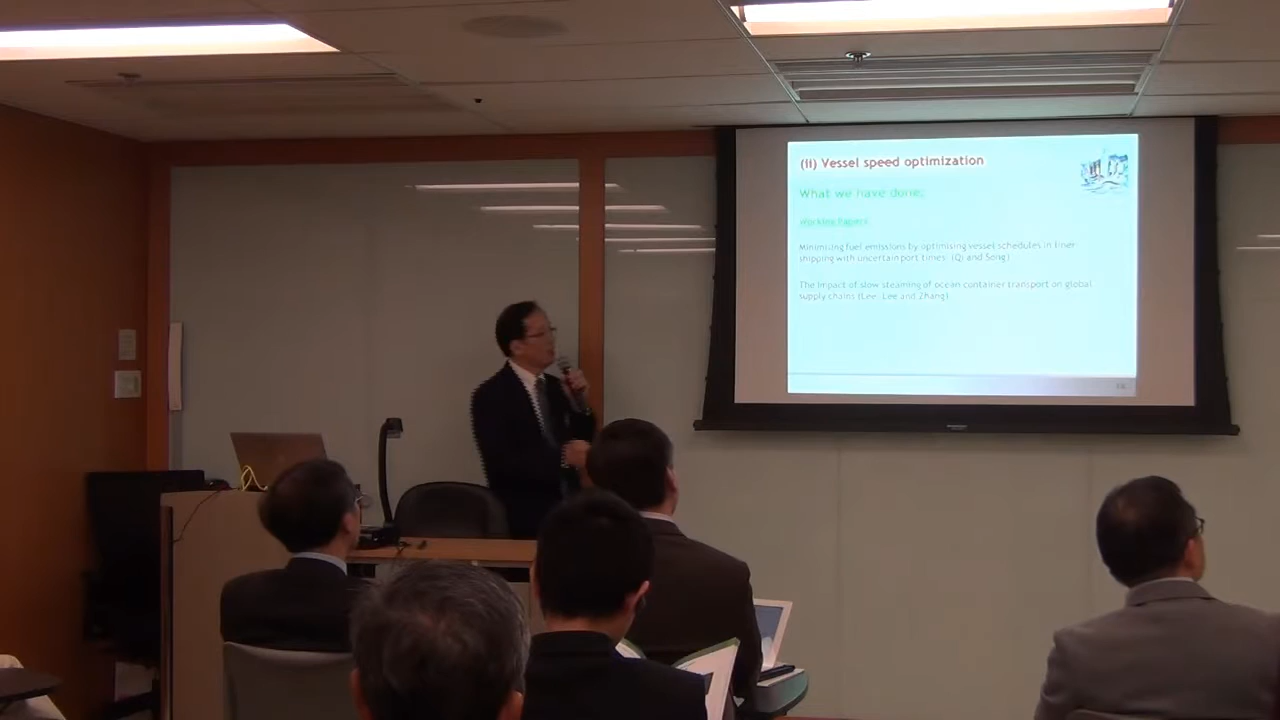 (ii) Vessel speed optimization
What we have done:
Working Papers
Minimising fuel emissions by optimising vessel schedules in liner
shipping with uncertain port times. (Qi and Song)
The impact of slow steaming of ocean container transport on global
supply chains (Lee, Lee and Zhang)